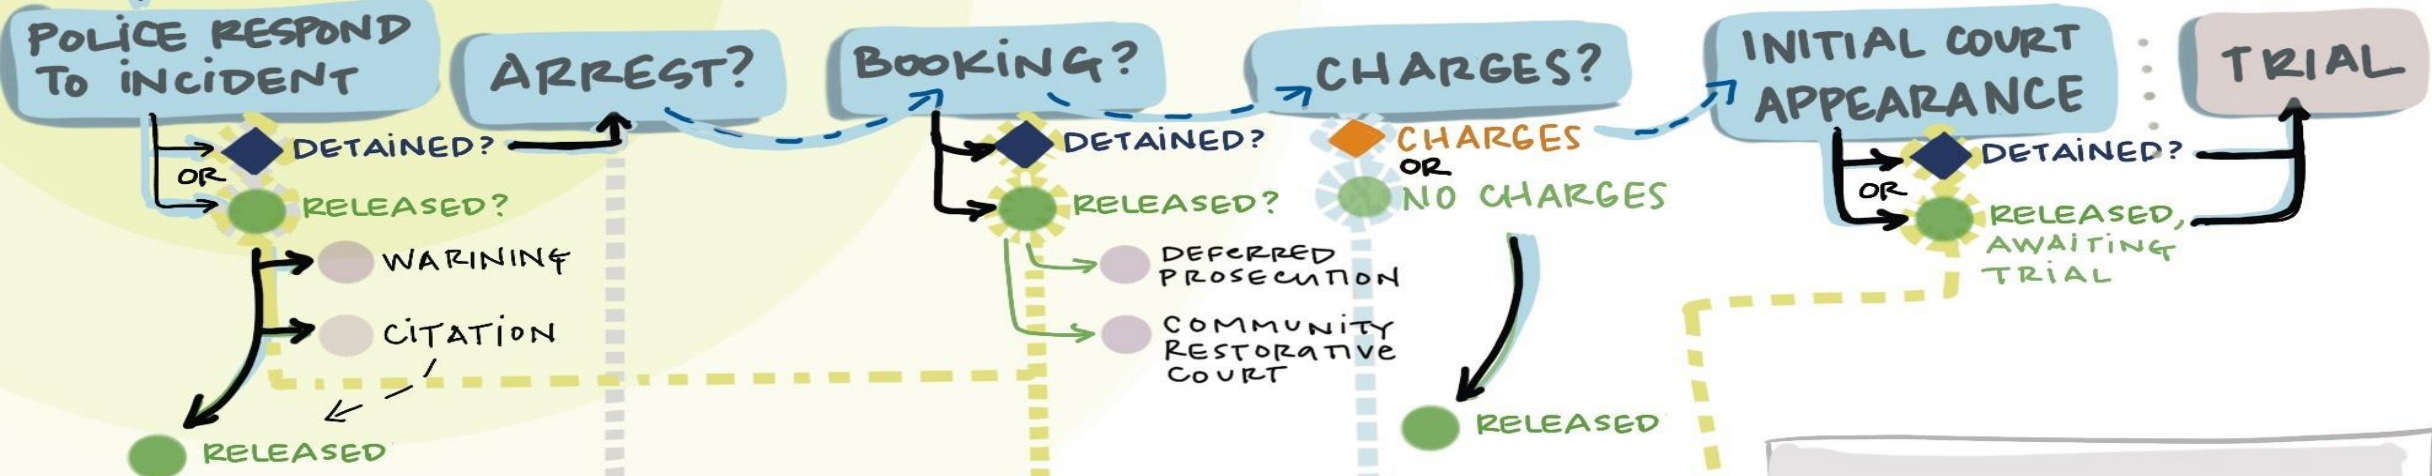 POLICE RESPOND
TO INCIDENT
DETAINED?
OR
RELEASED?
WARINING
CITATION
RELEASED
ARREST?
BOOKING?
DETAINED?
RELEASED?
DEFERRED
PROSECUTION
COMMUNITY
RESTORATIVE
COURT
CHARGES?
CHARGES
OR
NO CHARGES
RELEASED
INITIAL COURT
APPEARANCE
DETAINED?
OR
RELEASED,
AWAITING
TRIAL
TRIAL